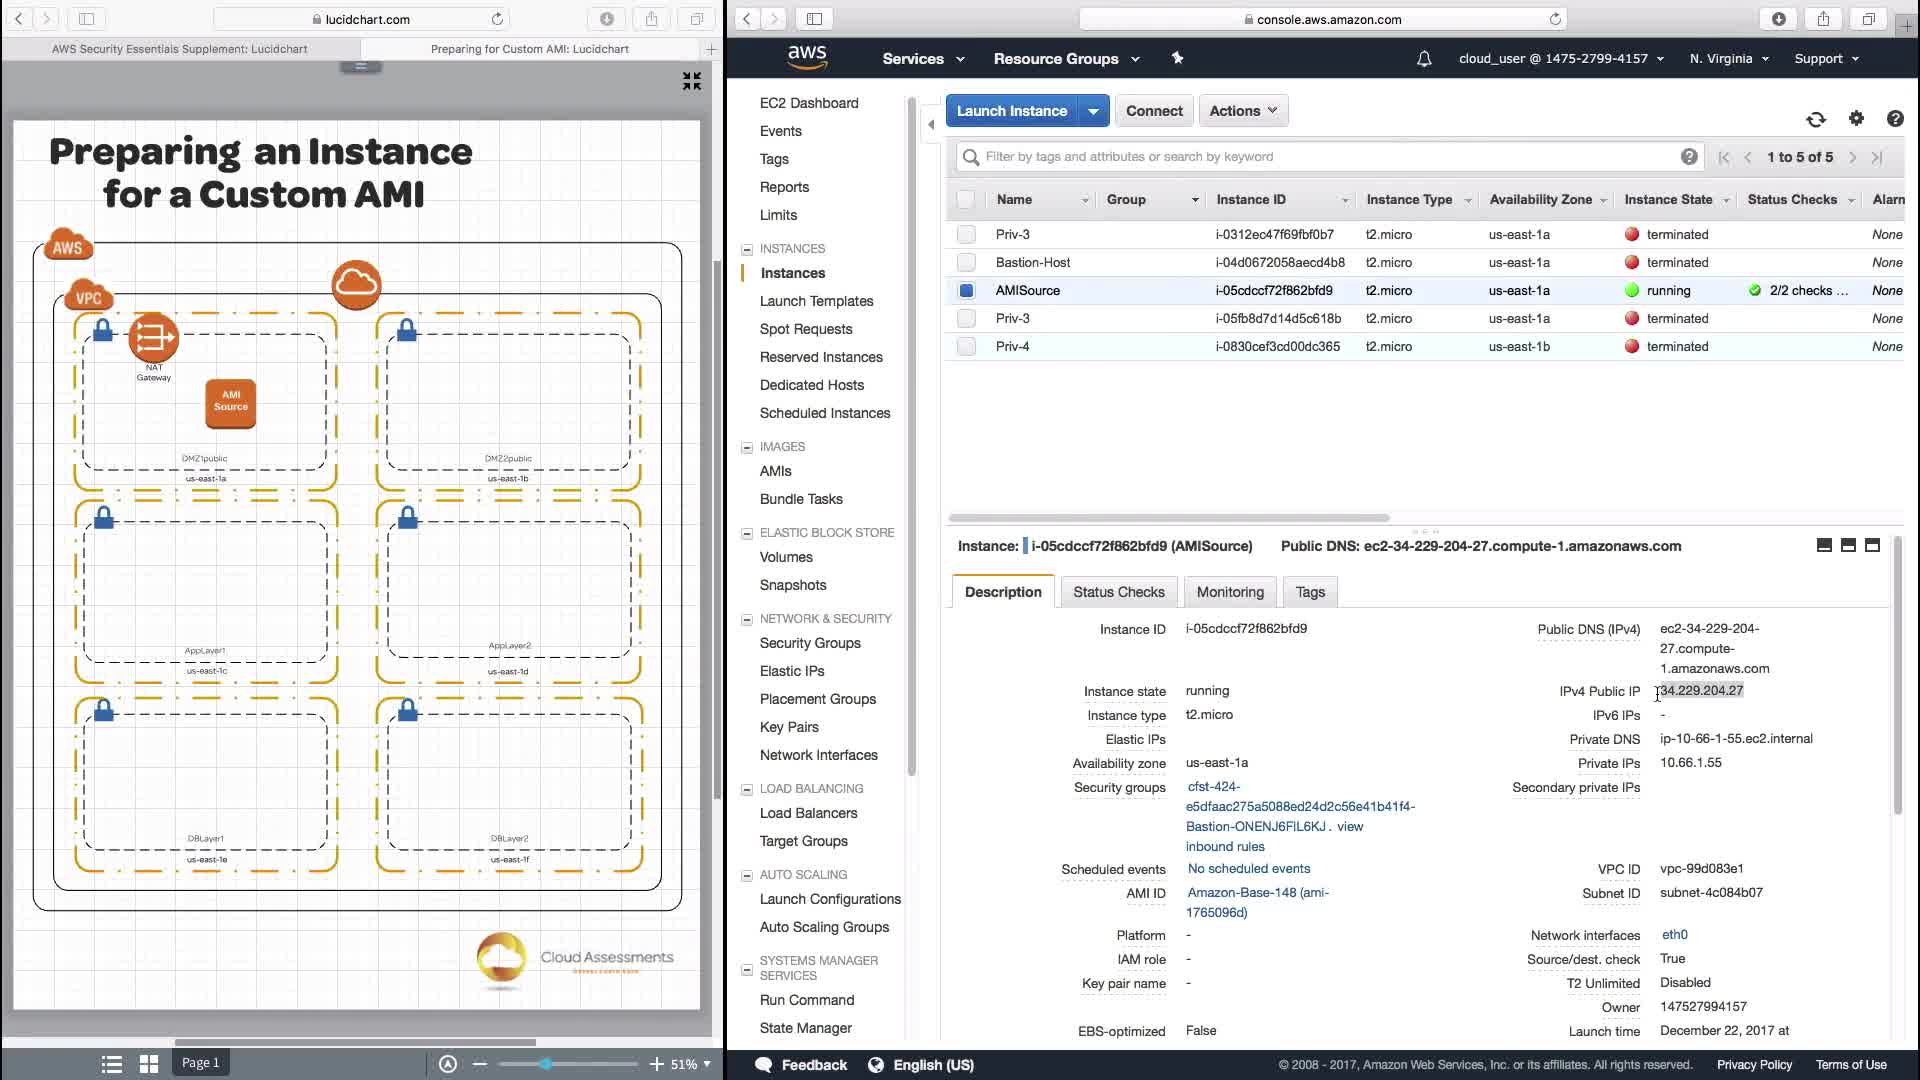 lucidchart.com
AWS Security Essentials Supplement: Lucidchart
Preparing for Custom AMI: Lucidchart
Preparing an Instance
for a Custom AMI
AWS
VPC
NAT
Gateway
AMI
Source
DMZ1public
us-east-1a
DMZ2public
us-east-1b
AppLayer1
us-east-1c
AppLayer2
us-east-1d
DBLayer1
us-east-1e
DBLayer2
us-east-1f
Cloud Assessments
Page 1
51%
console.aws.amazon.com
aws
Services
Resource Groups
cloud_user @ 1475-2799-4157
N. Virginia
Support
EC2 Dashboard
Events
Tags
Reports
Limits
INSTANCES
Instances
Launch Templates
Spot Requests
Reserved Instances
Dedicated Hosts
Scheduled Instances
IMAGES
AMIs
Bundle Tasks
ELASTIC BLOCK STORE
Volumes
Snapshots
NETWORK & SECURITY
Security Groups
Elastic IPs
Placement Groups
Key Pairs
Network Interfaces
LOAD BALANCING
Load Balancers
Target Groups
AUTO SCALING
Launch Configurations
Auto Scaling Groups
SYSTEMS MANAGER
SERVICES
Run Command
State Manager
Launch Instance
Connect
Actions
Filter by tags and attributes or search by keyword
1 to 5 of 5
Name Group Instance ID Instance Type Availability Zone Instance State Status Checks Alarm
Priv-3 i-0312ec47f69fbf0b7 t2.micro us-east-1a terminated None
Bastion-Host i-04d0672058aecd4b8 t2.micro us-east-1a terminated None
AMISource i-05cdccf72f862bfd9 t2.micro us-east-1a running 2/2 checks ... None
Priv-3 i-05fb8d7d14d5c618b t2.micro us-east-1a terminated None
Priv-4 i-0830cef3cd00dc365 t2.micro us-east-1b terminated None
Instance: i-05cdccf72f862bfd9 (AMISource) Public DNS: ec2-34-229-204-27.compute-1.amazonaws.com
Description
Status Checks
Monitoring
Tags
Instance ID i-05cdccf72f862bfd9
Instance state running
Instance type t2.micro
Elastic IPs
Availability zone us-east-1a
Security groups cfst-424-
e5dfaac275a5088ed24d2c56e41b41f4-
Bastion-ONENJ6FIL6KJ . view
inbound rules
Scheduled events No scheduled events
AMI ID Amazon-Base-148 (ami-
1765096d)
Platform -
IAM role -
Key pair name -
EBS-optimized False
Public DNS (IPv4) ec2-34-229-204-
27.compute-
1.amazonaws.com
IPv4 Public IP 34.229.204.27
IPv6 IPs -
Private DNS ip-10-66-1-55.ec2.internal
Private IPs 10.66.1.55
Secondary private IPs
VPC ID vpc-99d083e1
Subnet ID subnet-4c084b07
Network interfaces eth0
Source/dest. check True
T2 Unlimited Disabled
Owner 147527994157
Launch time December 22, 2017 at
Feedback
English (US)
© 2008 - 2017, Amazon Web Services, Inc. or its affiliates. All rights reserved.
Privacy Policy
Terms of Use